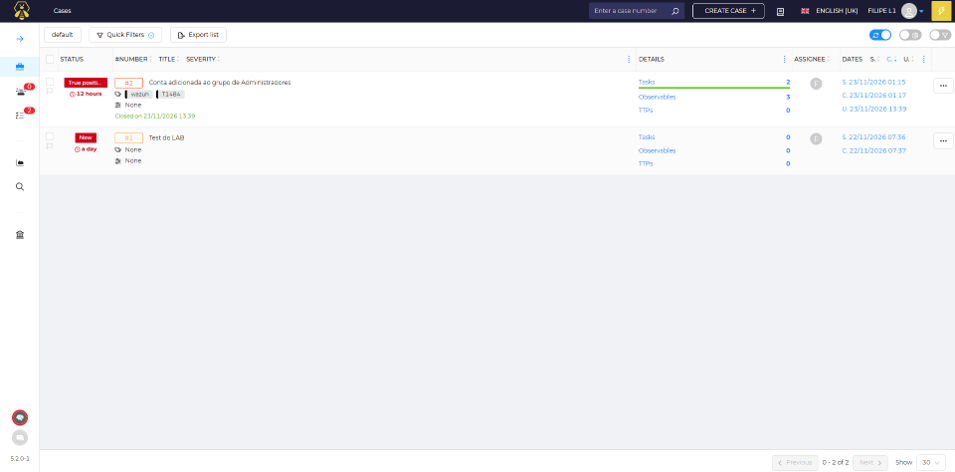 Cases
Enter a case number
CREATE CASE +
ENGLISH [UK]
FILIPE L1
default
Quick Filters
Export list
STATUS
#NUMBER
TITLE
SEVERITY
DETAILS
ASSIGNEE
DATES
S.
C.
U.
True positi...
#2
Conta adicionada ao grupo de Administradores
12 hours
wazuh
T1484
None
Closed on 23/11/2026 13:39
Tasks 2
Observables 3
TTPs 0
F
S. 23/11/2026 01:15
C. 23/11/2026 01:17
U. 23/11/2026 13:39
New
#1
Test do LAB
a day
None
None
Tasks 0
Observables 0
TTPs 0
F
S. 22/11/2026 07:36
C. 22/11/2026 07:37
0
2
5.2.0-1
Previous
0 - 2 of 2
Next
Show
30